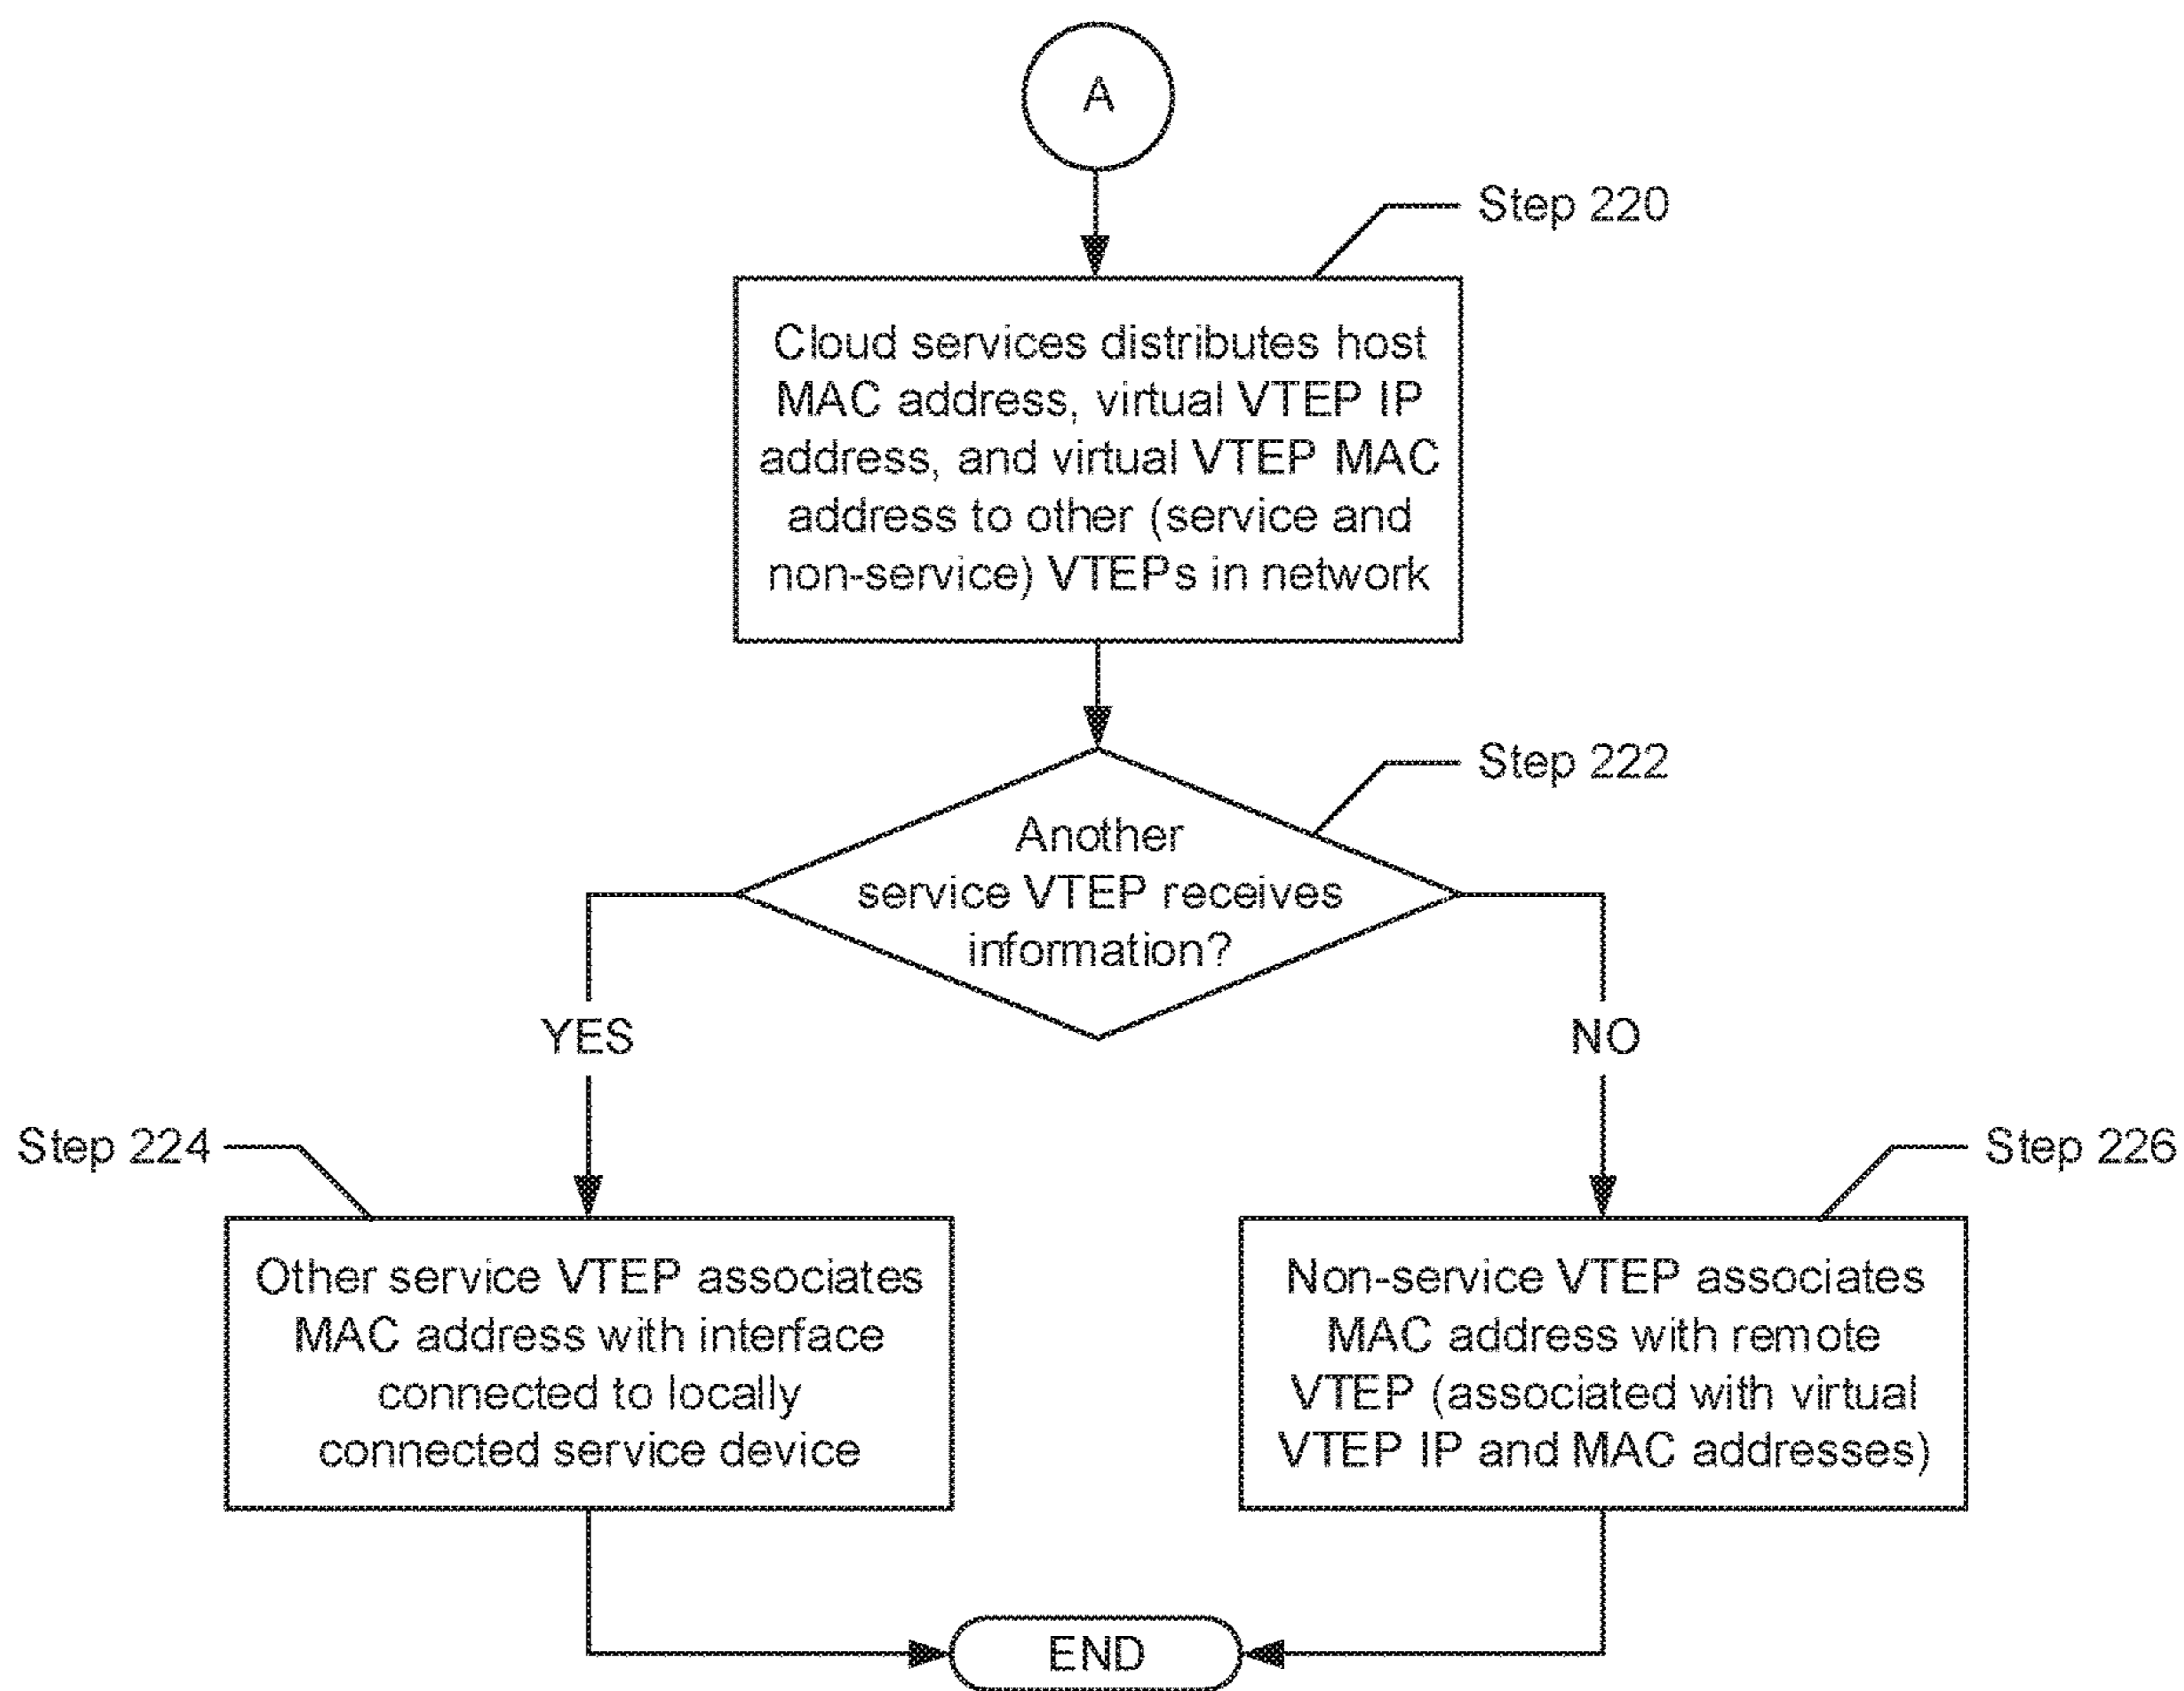 A
Step 220
Cloud services distributes host
MAC address, virtual VTEP IP
address, and virtual VTEP MAC
address to other (service and
non-service) VTEPs in network
Step 222
Another
service VTEP receives
information?
YES
NO
Step 224
Step 226
Other service VTEP associates
MAC address with interface
connected to locally
connected service device
Non-service VTEP associates
MAC address with remote
VTEP (associated with virtual
VTEP IP and MAC addresses)
END